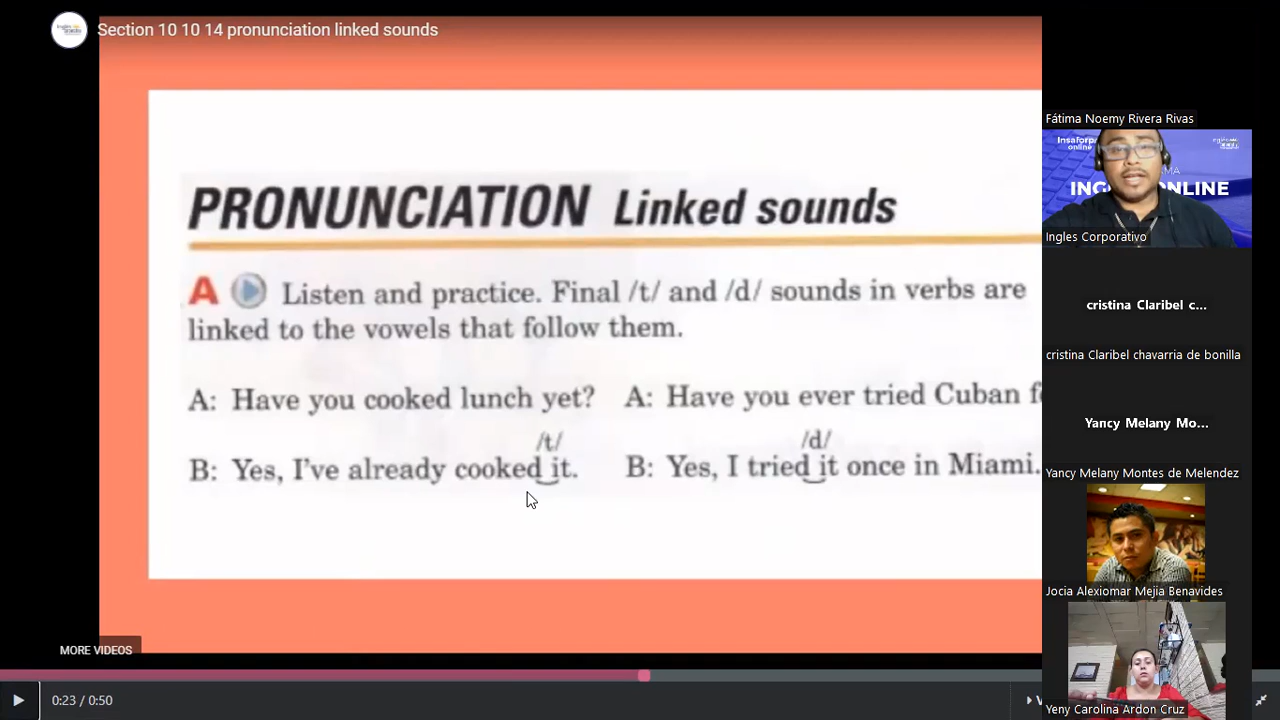 Section 10 10 14 pronunciation linked sounds
PRONUNCIATION Linked sounds
A Listen and practice. Final /t/ and /d/ sounds in verbs are
linked to the vowels that follow them.
A: Have you cooked lunch yet?
/t/
B: Yes, I've already cooked it.
A: Have you ever tried Cuban f
/d/
B: Yes, I tried it once in Miami.
MORE VIDEOS
0:23 / 0:50
Fátima Noemy Rivera Rivas
Insaforp
online
INGLES ONLINE
Ingles Corporativo
cristina Claribel c...
cristina Claribel chavarria de bonilla
Yancy Melany Mo...
Yancy Melany Montes de Melendez
Jocia Alexiomar Mejia Benavides
Yeny Carolina Ardon Cruz